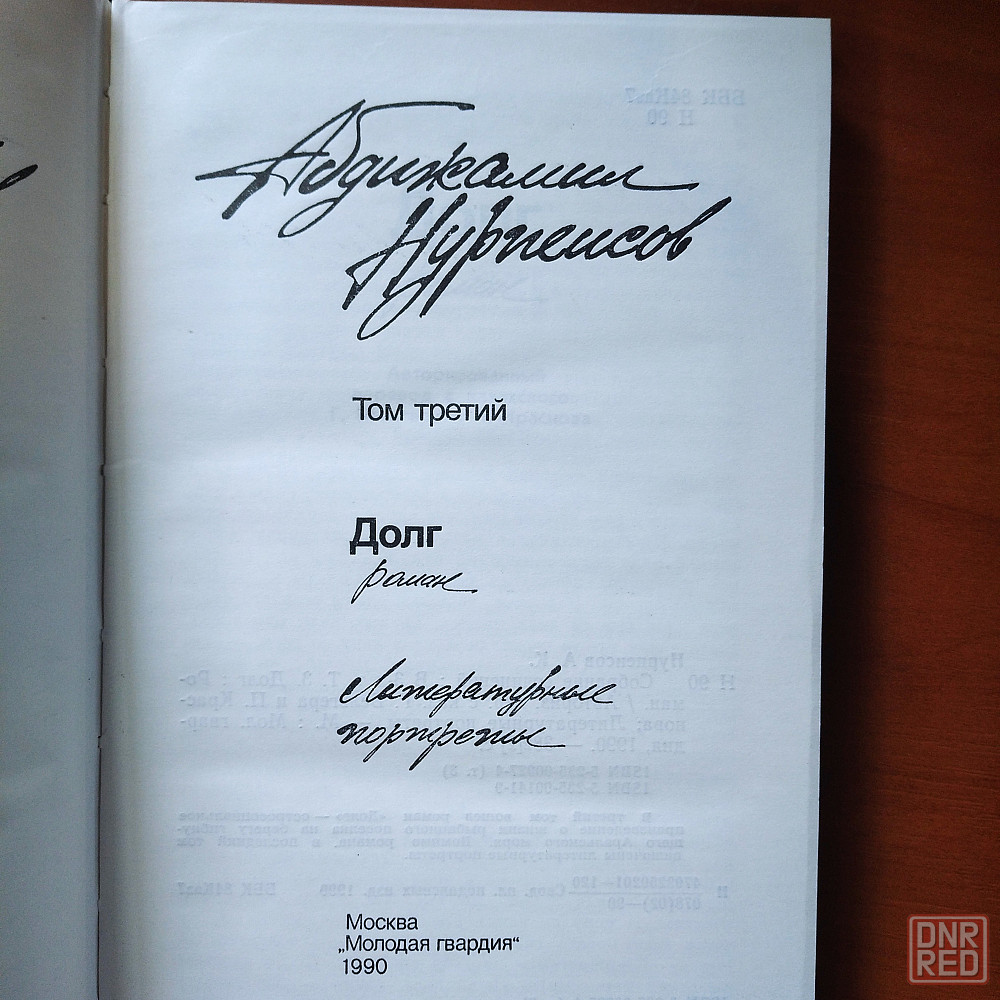 Абдижамил
Нурпеисов
Том третий
Долг
роман
Литературные
портреты
Москва
„Молодая гвардия“
1990
DNR
RED